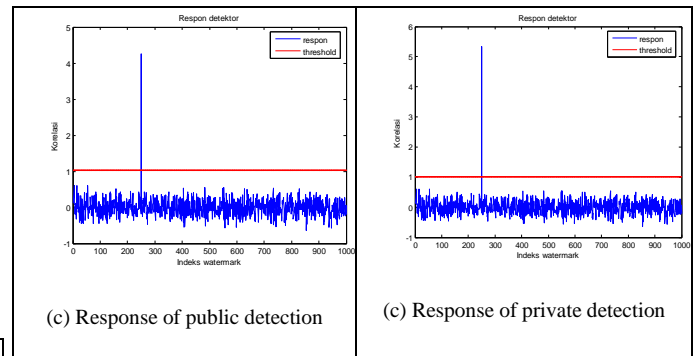 Respon detektor
5
4
3
2
1
0
-1
respon
threshold
Korelasi
0 100 200 300 400 500 600 700 800 900 1000
Indeks watermark
(c) Response of public detection
Respon detektor
6
5
4
3
2
1
0
-1
respon
threshold
Korelasi
0 100 200 300 400 500 600 700 800 900 1000
Indeks watermark
(c) Response of private detection